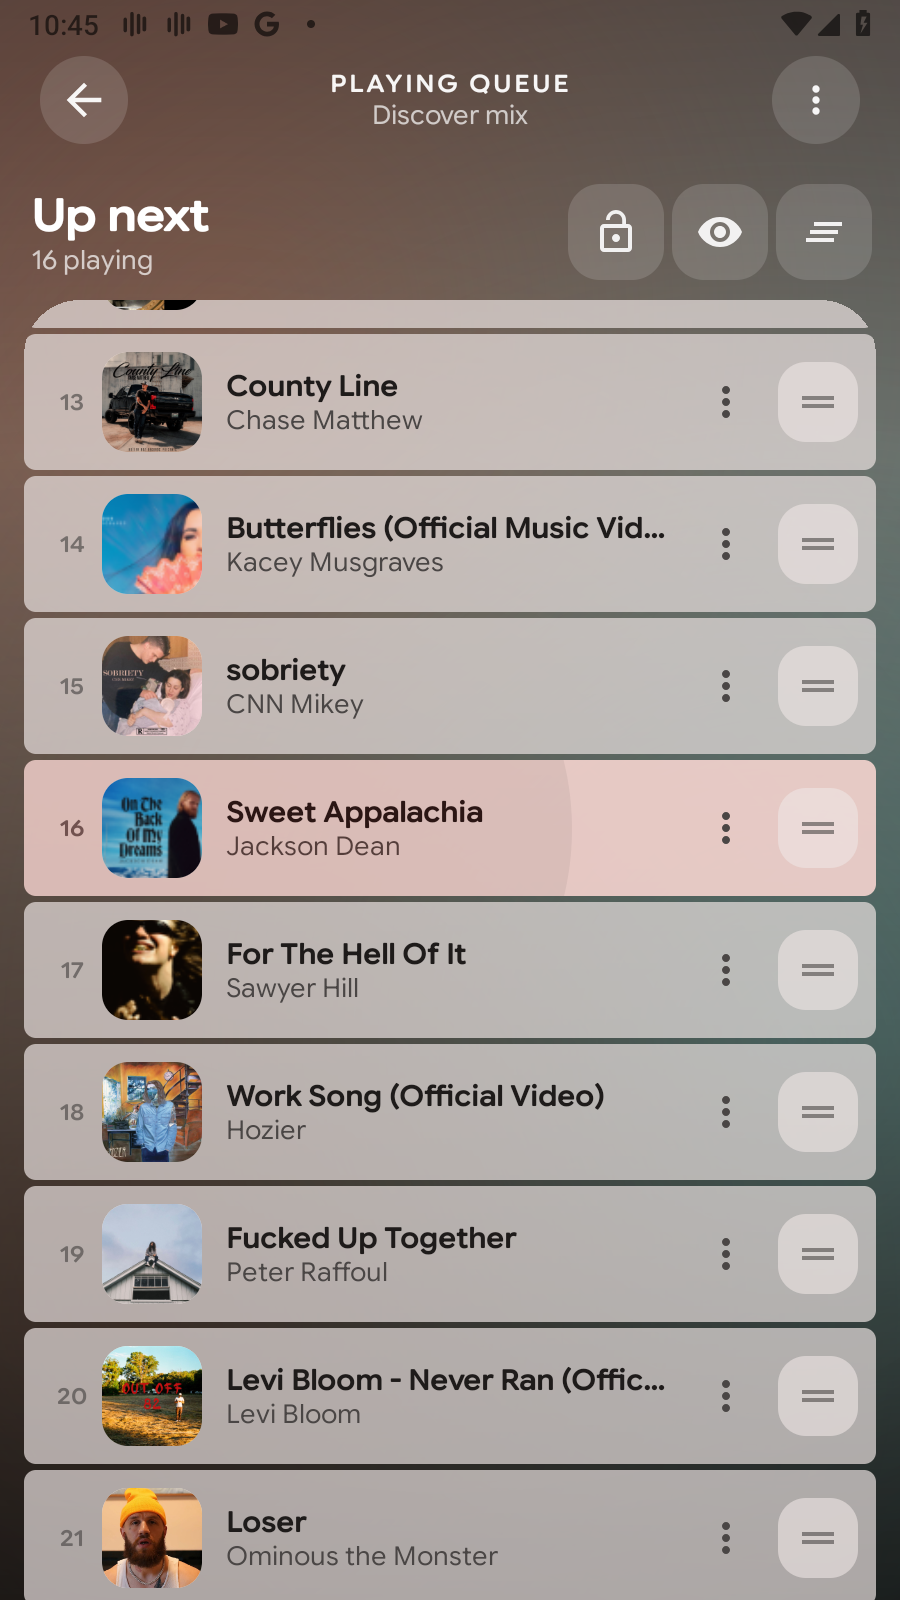 10:45
PLAYING QUEUE
Discover mix
Up next
16 playing
13
County Line
County Line
Chase Matthew
14
Butterflies (Official Music Vid...
Kacey Musgraves
15
SOBRIETY
sobriety
CNN Mikey
16
On The
Back
Of My
Dreams
Sweet Appalachia
Jackson Dean
17
For The Hell Of It
Sawyer Hill
18
Work Song (Official Video)
Hozier
19
Fucked Up Together
Peter Raffoul
20
Levi Bloom - Never Ran (Offic...
Levi Bloom
21
Loser
Ominous the Monster